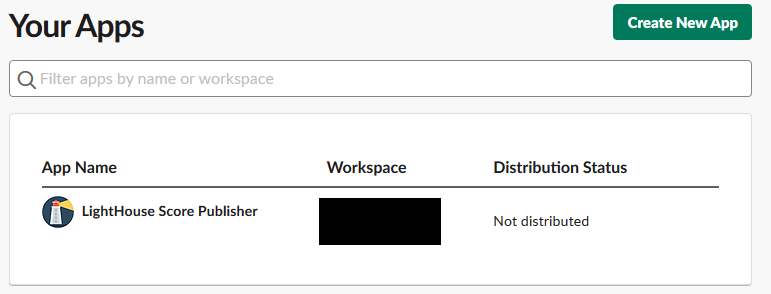 Your Apps
Create New App
Filter apps by name or workspace
App Name Workspace Distribution Status
LightHouse Score Publisher Not distributed